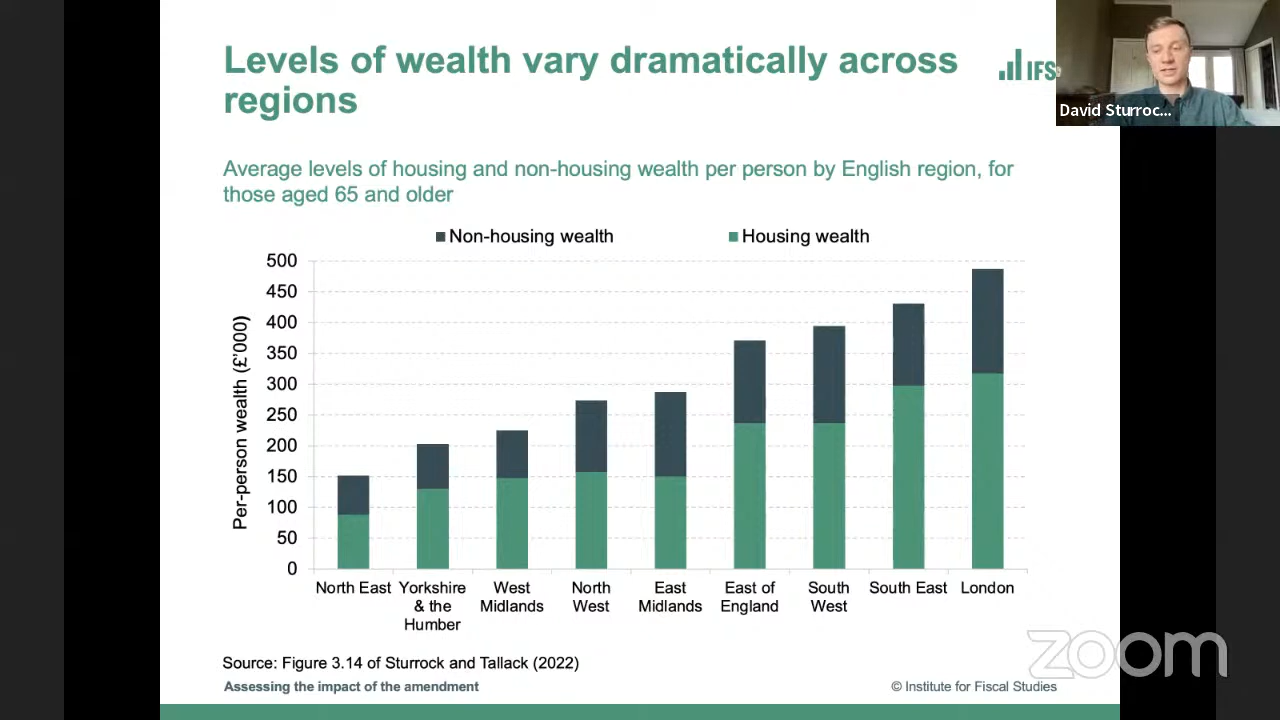 Levels of wealth vary dramatically across
regions
IFS
David Sturroc...
Average levels of housing and non-housing wealth per person by English region, for
those aged 65 and older
Non-housing wealth
Housing wealth
Per-person wealth (£'000)
500
450
400
350
300
250
200
150
100
50
0
North East
Yorkshire
& the
Humber
West
Midlands
North
West
East
Midlands
East of
England
South
West
South East
London
Source: Figure 3.14 of Sturrock and Tallack (2022)
Assessing the impact of the amendment
© Institute for Fiscal Studies
zoom